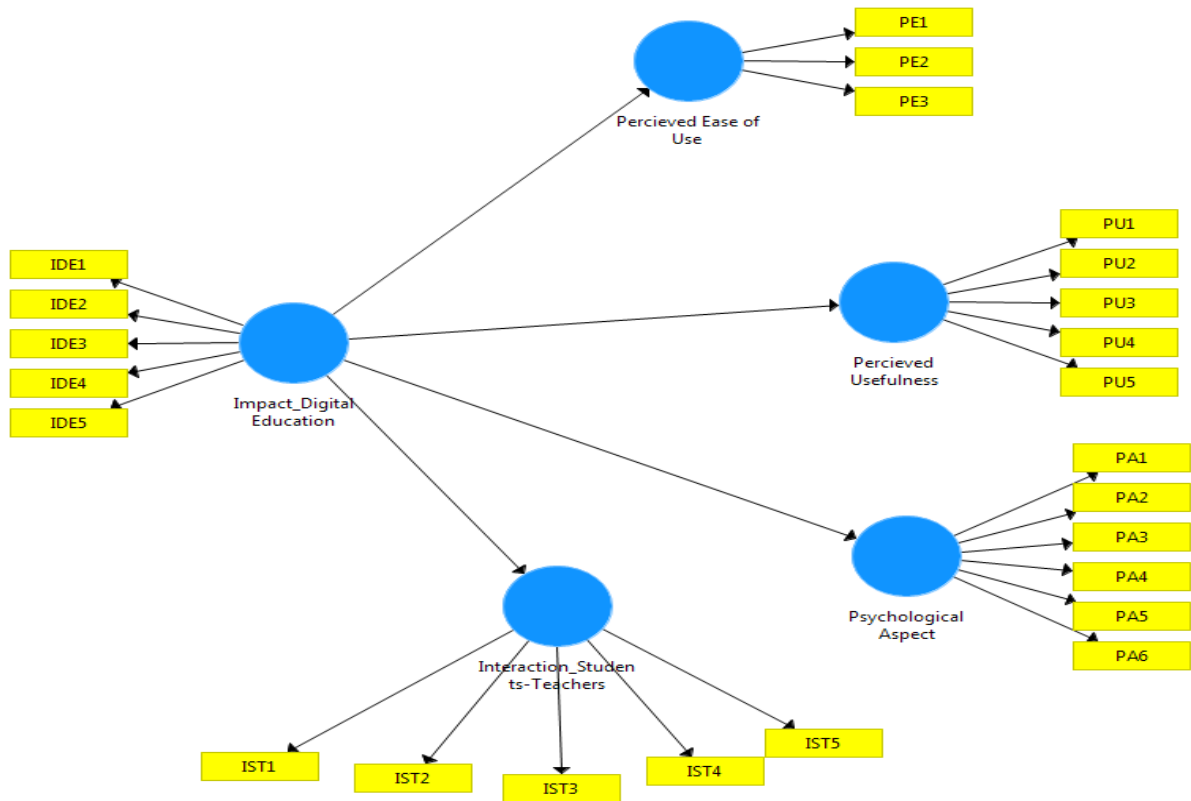 PE1
PE2
PE3
Percieved Ease of
Use
PU1
PU2
PU3
PU4
PU5
Percieved
Usefulness
IDE1
IDE2
IDE3
IDE4
IDE5
Impact_Digital
Education
PA1
PA2
PA3
PA4
PA5
PA6
Psychological
Aspect
Interaction_Studen
ts-Teachers
IST1
IST2
IST3
IST4
IST5